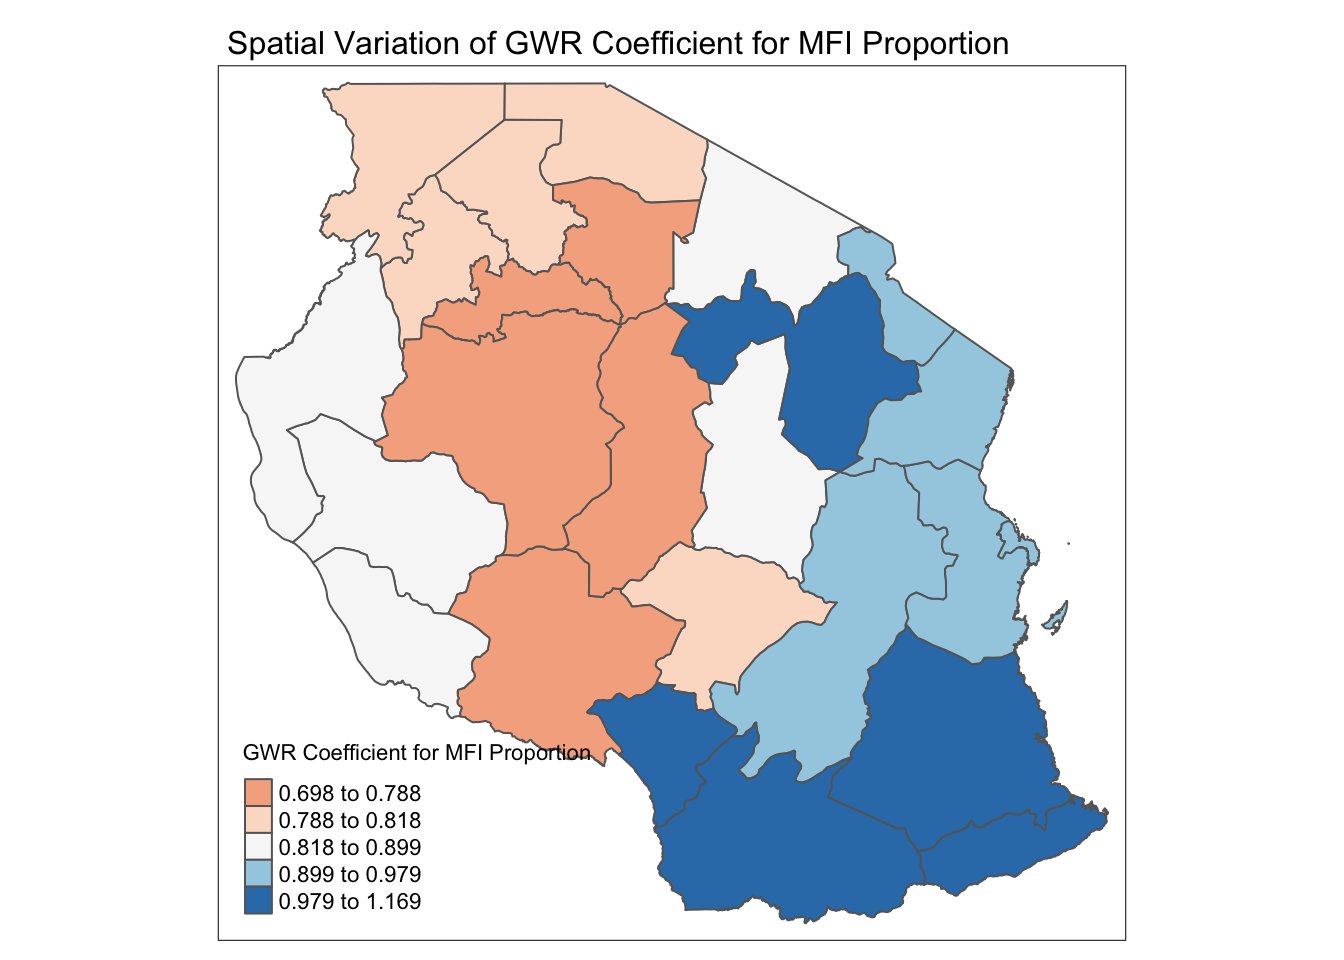 Spatial Variation of GWR Coefficient for MFI Proportion
GWR Coefficient for MFI Proportion
0.698 to 0.788
0.788 to 0.818
0.818 to 0.899
0.899 to 0.979
0.979 to 1.169